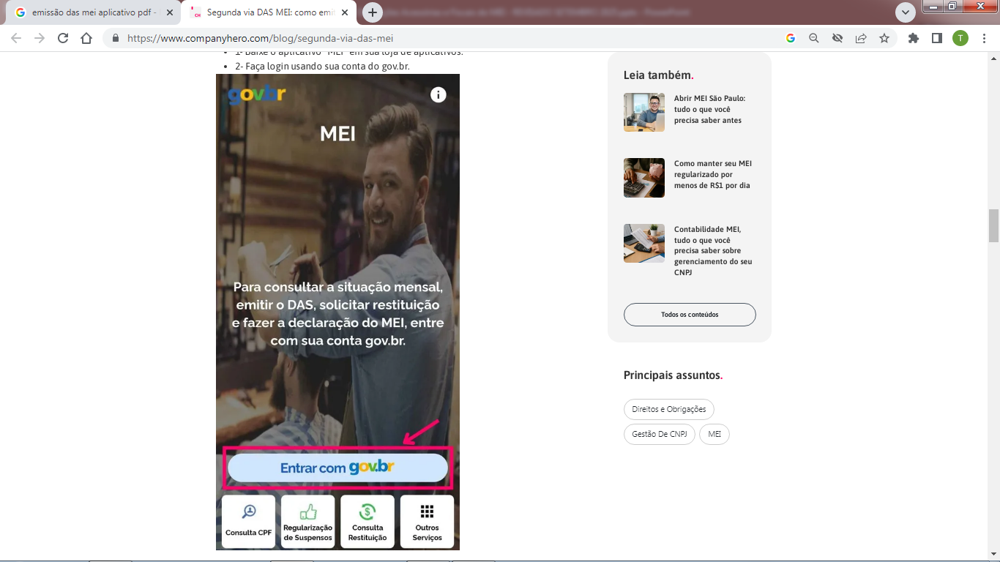 emissão das mei aplicativo pdf -
Segunda via DAS MEI: como emit
https://www.companyhero.com/blog/segunda-via-das-mei
T
1- Baixe o aplicativo "MEI" em sua loja de aplicativos.
2- Faça login usando sua conta do gov.br.
gov.br
MEI
Para consultar a situação mensal,
emitir o DAS, solicitar restituição
e fazer a declaração do MEI, entre
com sua conta gov.br.
Entrar com gov.br
Consulta CPF
Regularização
de Suspensos
Consulta
Restituição
Outros
Serviços
Leia também.
Abrir MEI São Paulo:
tudo o que você
precisa saber antes
Como manter seu MEI
regularizado por
menos de R$1 por dia
Contabilidade MEI,
tudo o que você
precisa saber sobre
gerenciamento do seu
CNPJ
Todos os conteúdos
Principais assuntos.
Direitos e Obrigações
Gestão De CNPJ
MEI